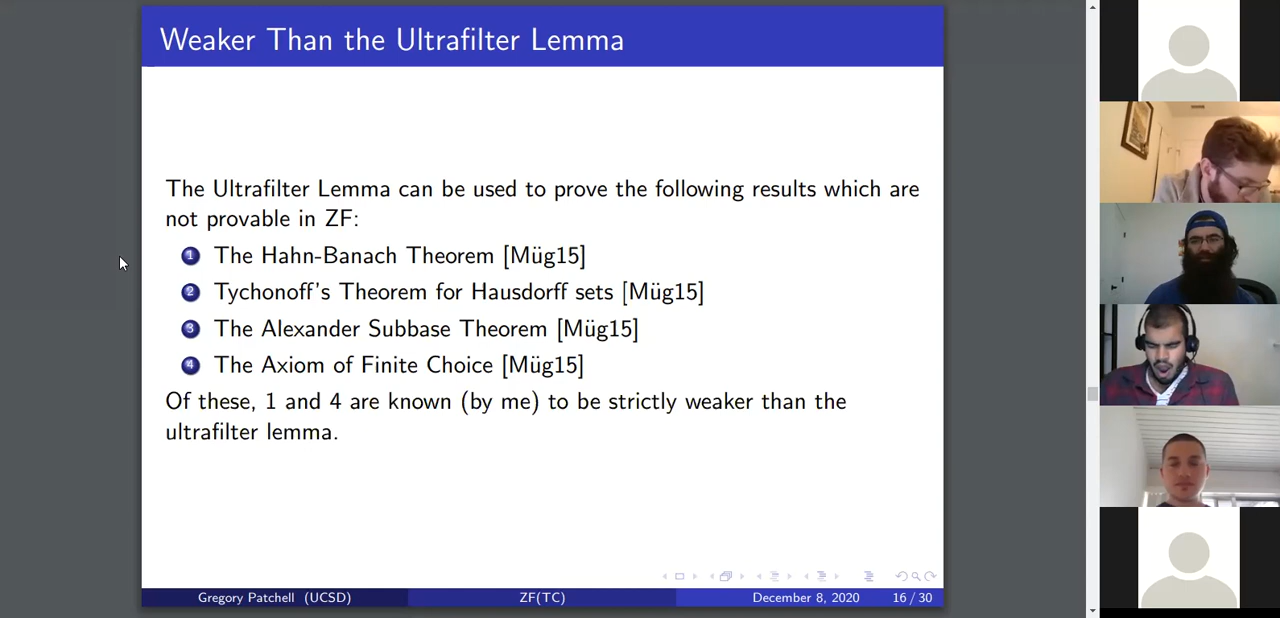 Weaker Than the Ultrafilter Lemma
The Ultrafilter Lemma can be used to prove the following results which are
not provable in ZF:
1 The Hahn-Banach Theorem [Müg15]
2 Tychonoff's Theorem for Hausdorff sets [Müg15]
3 The Alexander Subbase Theorem [Müg15]
4 The Axiom of Finite Choice [Müg15]
Of these, 1 and 4 are known (by me) to be strictly weaker than the
ultrafilter lemma.
Gregory Patchell (UCSD) ZF(TC) December 8, 2020 16 / 30